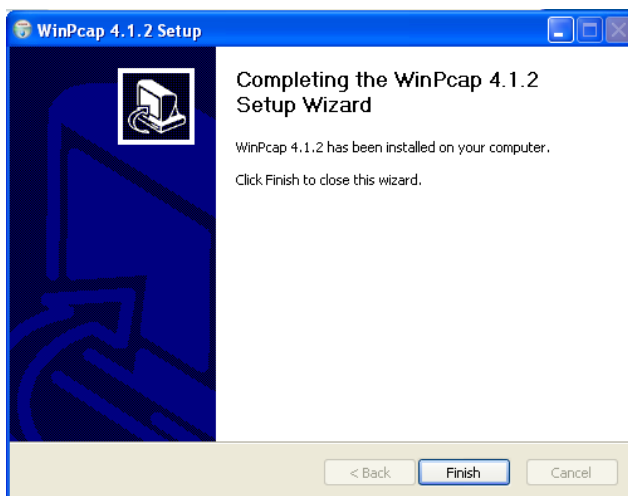 WinPcap 4.1.2 Setup
Completing the WinPcap 4.1.2
Setup Wizard
WinPcap 4.1.2 has been installed on your computer.
Click Finish to close this wizard.
< Back
Finish
Cancel